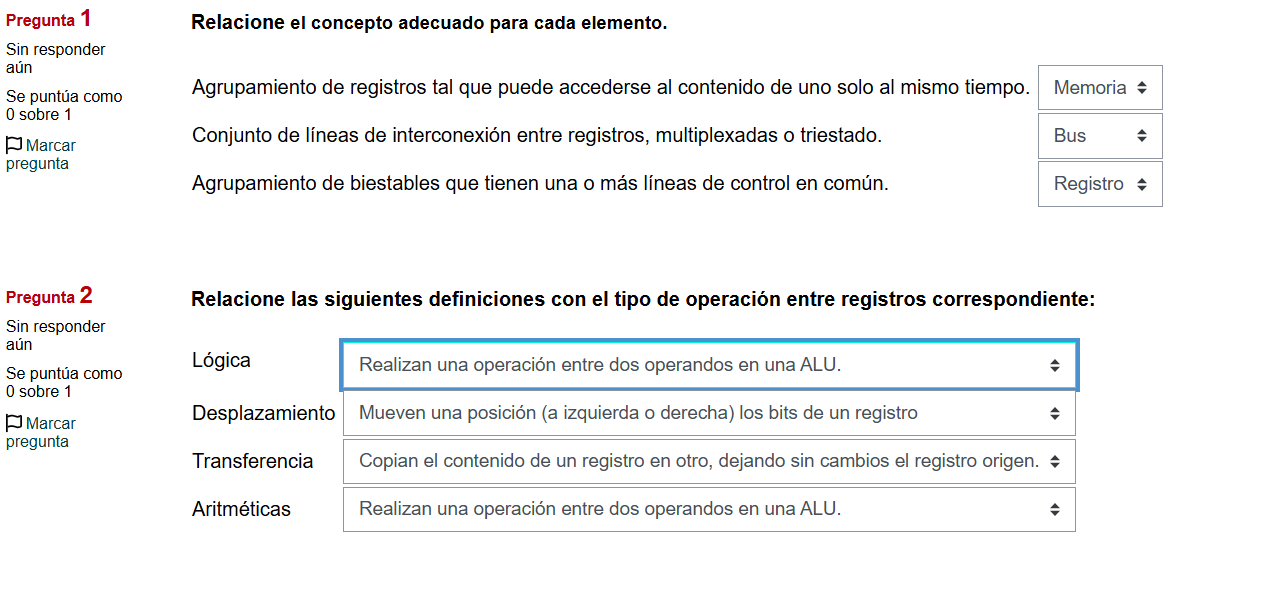 Pregunta 1
Sin responder
aún
Se puntúa como
0 sobre 1
Marcar
pregunta
Relacione el concepto adecuado para cada elemento.
Agrupamiento de registros tal que puede accederse al contenido de uno solo al mismo tiempo. Memoria
Conjunto de líneas de interconexión entre registros, multiplexadas o triestado. Bus
Agrupamiento de biestables que tienen una o más líneas de control en común. Registro
Pregunta 2
Sin responder
aún
Se puntúa como
0 sobre 1
Marcar
pregunta
Relacione las siguientes definiciones con el tipo de operación entre registros correspondiente:
Lógica Realizan una operación entre dos operandos en una ALU.
Desplazamiento Mueven una posición (a izquierda o derecha) los bits de un registro
Transferencia Copian el contenido de un registro en otro, dejando sin cambios el registro origen.
Aritméticas Realizan una operación entre dos operandos en una ALU.